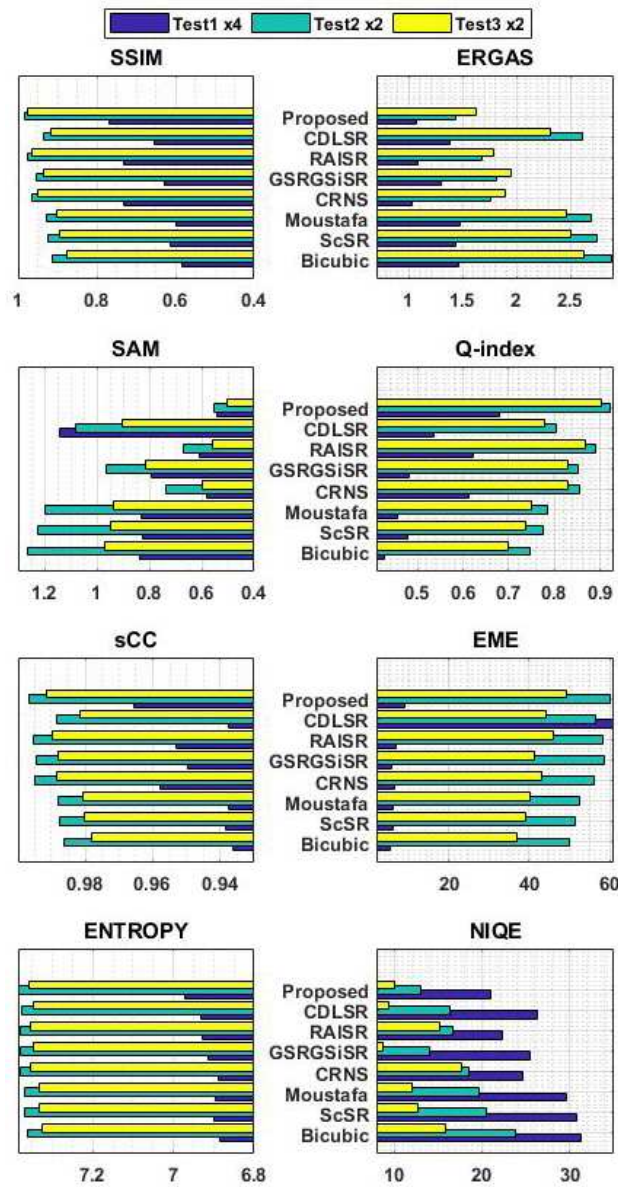 Test1 x4 Test2 x2 Test3 x2
SSIM ERGAS
Proposed
CDLSR
RAISR
GSRGSiSR
CRNS
Moustafa
ScSR
Bicubic
1 0.8 0.6 0.4 1 1.5 2 2.5
SAM Q-index
Proposed
CDLSR
RAISR
GSRGSiSR
CRNS
Moustafa
ScSR
Bicubic
1.2 1 0.8 0.6 0.4 0.5 0.6 0.7 0.8 0.9
sCC EME
Proposed
CDLSR
RAISR
GSRGSiSR
CRNS
Moustafa
ScSR
Bicubic
0.98 0.96 0.94 20 40 60
ENTROPY NIQE
Proposed
CDLSR
RAISR
GSRGSiSR
CRNS
Moustafa
ScSR
Bicubic
7.2 7 6.8 10 20 30